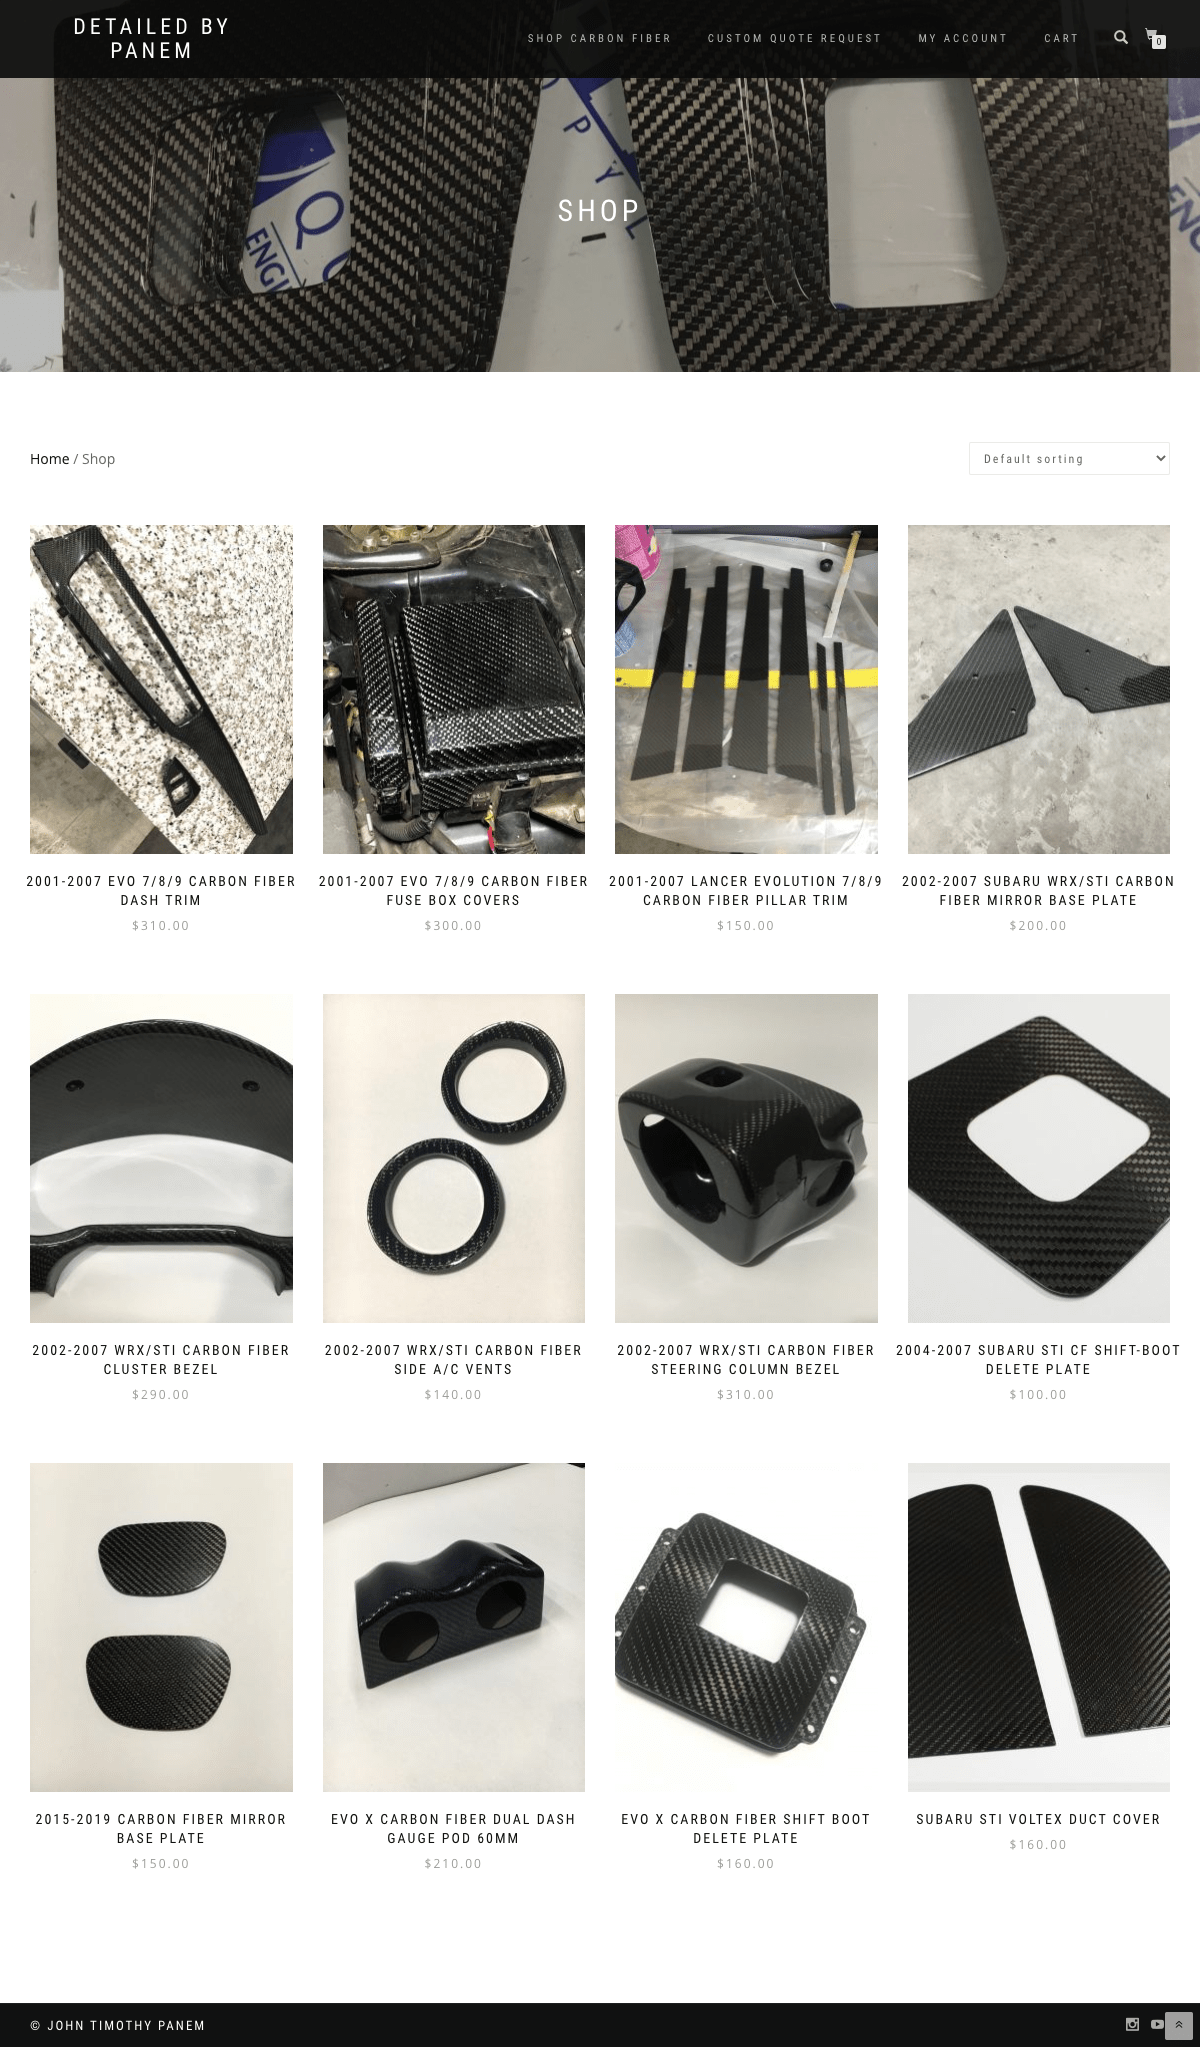 DETAILED BY
PANEM
SHOP CARBON FIBER
CUSTOM QUOTE REQUEST
MY ACCOUNT
CART
0
P
Y
Q
ENGI
SHOP
Home / Shop
Default sorting
2001-2007 EVO 7/8/9 CARBON FIBER
DASH TRIM
$310.00
2001-2007 EVO 7/8/9 CARBON FIBER
FUSE BOX COVERS
$300.00
2001-2007 LANCER EVOLUTION 7/8/9
CARBON FIBER PILLAR TRIM
$150.00
2002-2007 SUBARU WRX/STI CARBON
FIBER MIRROR BASE PLATE
$200.00
2002-2007 WRX/STI CARBON FIBER
CLUSTER BEZEL
$290.00
2002-2007 WRX/STI CARBON FIBER
SIDE A/C VENTS
$140.00
2002-2007 WRX/STI CARBON FIBER
STEERING COLUMN BEZEL
$310.00
2004-2007 SUBARU STI CF SHIFT-BOOT
DELETE PLATE
$100.00
2015-2019 CARBON FIBER MIRROR
BASE PLATE
$150.00
EVO X CARBON FIBER DUAL DASH
GAUGE POD 60MM
$210.00
EVO X CARBON FIBER SHIFT BOOT
DELETE PLATE
$160.00
SUBARU STI VOLTEX DUCT COVER
$160.00
© JOHN TIMOTHY PANEM